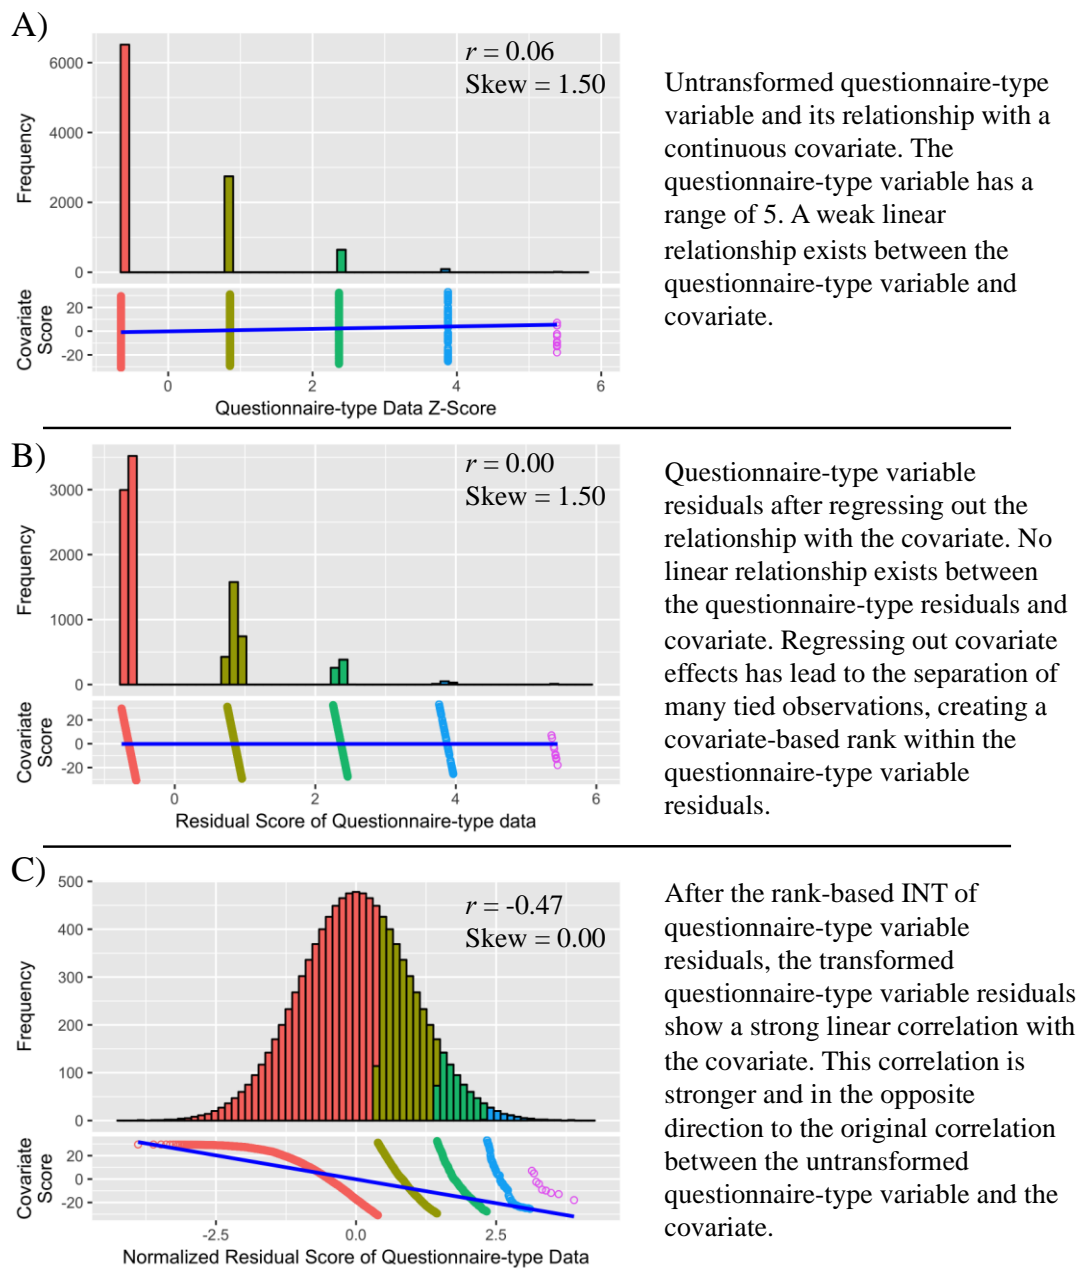 A)
r = 0.06
Skew = 1.50
6000
4000
2000
0
Frequency
20
0
-20
Covariate
Score
0
2
4
6
Questionnaire-type Data Z-Score
Untransformed questionnaire-type
variable and its relationship with a
continuous covariate. The
questionnaire-type variable has a
range of 5. A weak linear
relationship exists between the
questionnaire-type variable and
covariate.
B)
r = 0.00
Skew = 1.50
3000
2000
1000
0
Frequency
20
0
-20
Covariate
Score
0
2
4
6
Residual Score of Questionnaire-type data
Questionnaire-type variable
residuals after regressing out the
relationship with the covariate. No
linear relationship exists between
the questionnaire-type residuals and
covariate. Regressing out covariate
effects has lead to the separation of
many tied observations, creating a
covariate-based rank within the
questionnaire-type variable
residuals.
C)
r = -0.47
Skew = 0.00
500
400
300
200
100
0
Frequency
20
0
-20
Covariate
Score
-2.5
0.0
2.5
Normalized Residual Score of Questionnaire-type Data
After the rank-based INT of
questionnaire-type variable
residuals, the transformed
questionnaire-type variable residuals
show a strong linear correlation with
the covariate. This correlation is
stronger and in the opposite
direction to the original correlation
between the untransformed
questionnaire-type variable and the
covariate.